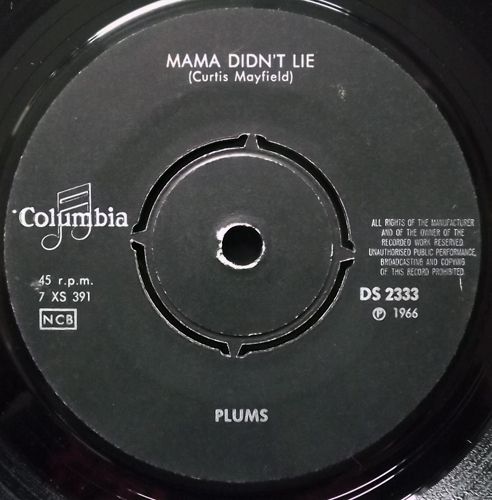 MAMA DIDN'T LIE
(Curtis Mayfield)
Columbia
ALL RIGHTS OF THE MANUFACTURER
AND OF THE OWNER OF THE
RECORDED WORK RESERVED.
UNAUTHORISED PUBLIC PERFORMANCE,
BROADCASTING AND COPYING
OF THIS RECORD PROHIBITED.
45 r.p.m.
7 XS 391
NCB
DS 2333
℗ 1966
PLUMS